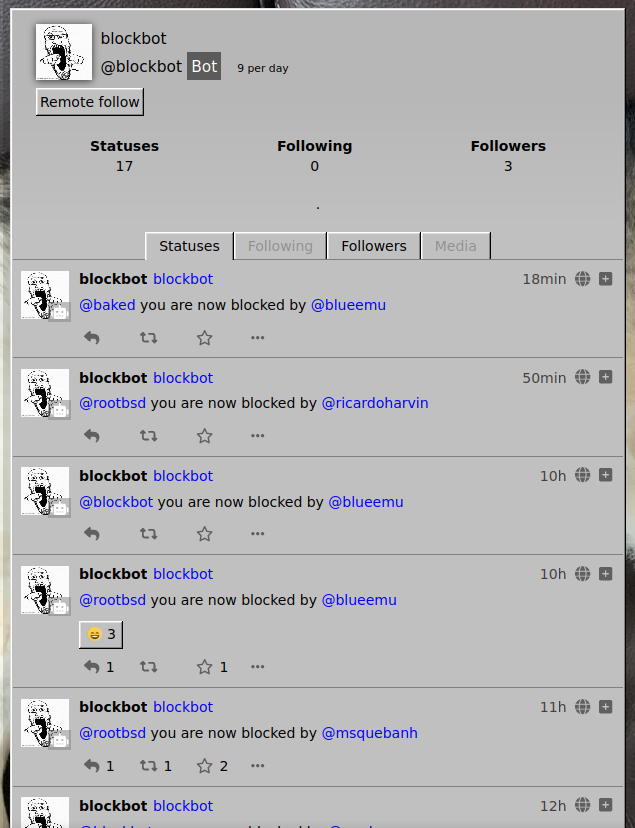 blockbot
@blockbot Bot 9 per day
Remote follow
Statuses Following Followers
17 0 3
.
Statuses Following Followers Media
blockbot blockbot 18min
@baked you are now blocked by @blueemu
blockbot blockbot 50min
@rootbsd you are now blocked by @ricardoharvin
blockbot blockbot 10h
@blockbot you are now blocked by @blueemu
blockbot blockbot 10h
@rootbsd you are now blocked by @blueemu
3
1 1
blockbot blockbot 11h
@rootbsd you are now blocked by @msquebanh
1 1 2
blockbot blockbot 12h